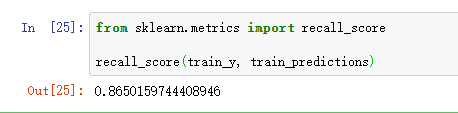 In [25]: from sklearn.metrics import recall_score
recall_score(train_y, train_predictions)
Out[25]: 0.8650159744408946